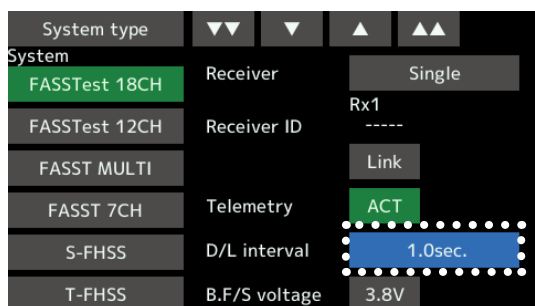 System type ▼▼ ▼ ▲ ▲▲
System
FASSTest 18CH
Receiver Single
Rx1
FASSTest 12CH
Receiver ID -----
FASST MULTI
Link
FASST 7CH
Telemetry ACT
S-FHSS
D/L interval 1.0sec.
T-FHSS
B.F/S voltage 3.8V